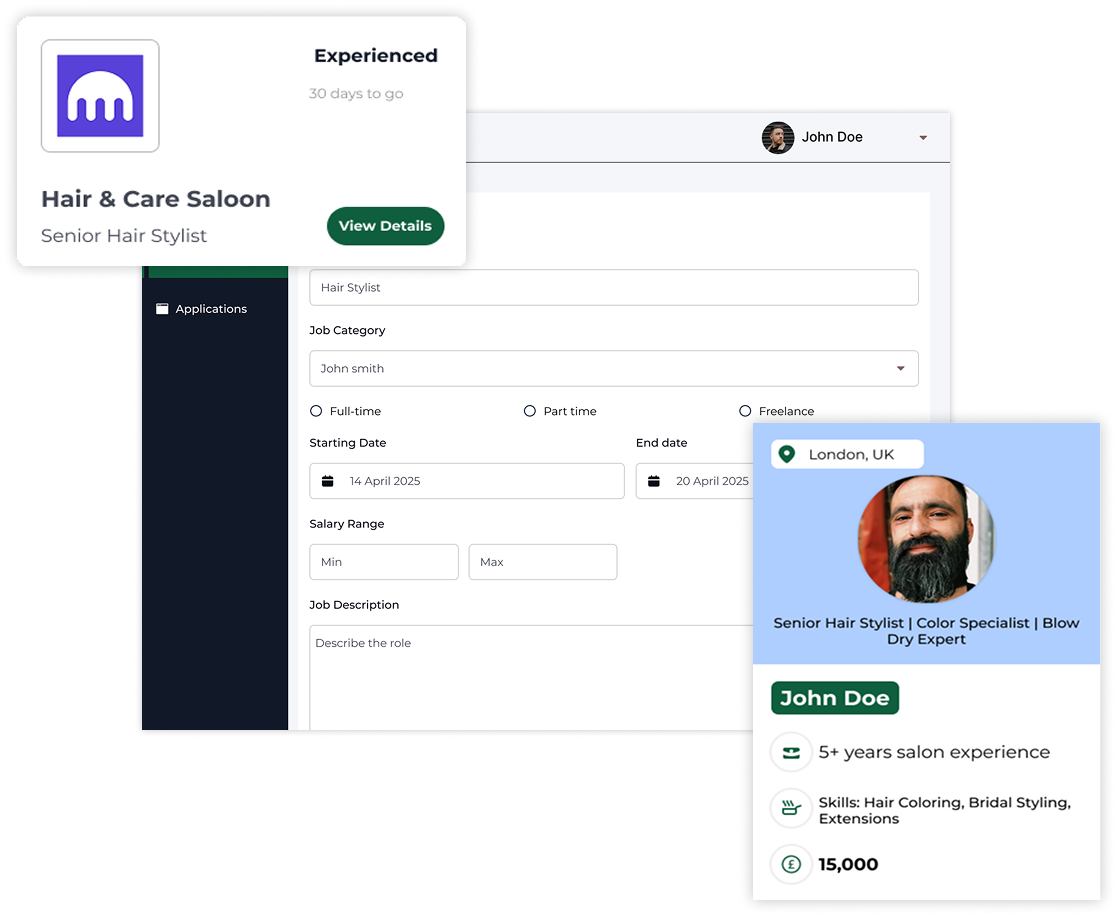 Experienced
30 days to go
Hair & Care Saloon
Senior Hair Stylist
View Details
John Doe
Applications
Hair Stylist
Job Category
John smith
Full-time
Part time
Freelance
Starting Date
End date
14 April 2025
20 April 2025
Salary Range
Min
Max
Job Description
Describe the role
London, UK
Senior Hair Stylist | Color Specialist | Blow
Dry Expert
John Doe
5+ years salon experience
Skills: Hair Coloring, Bridal Styling,
Extensions
£
15,000